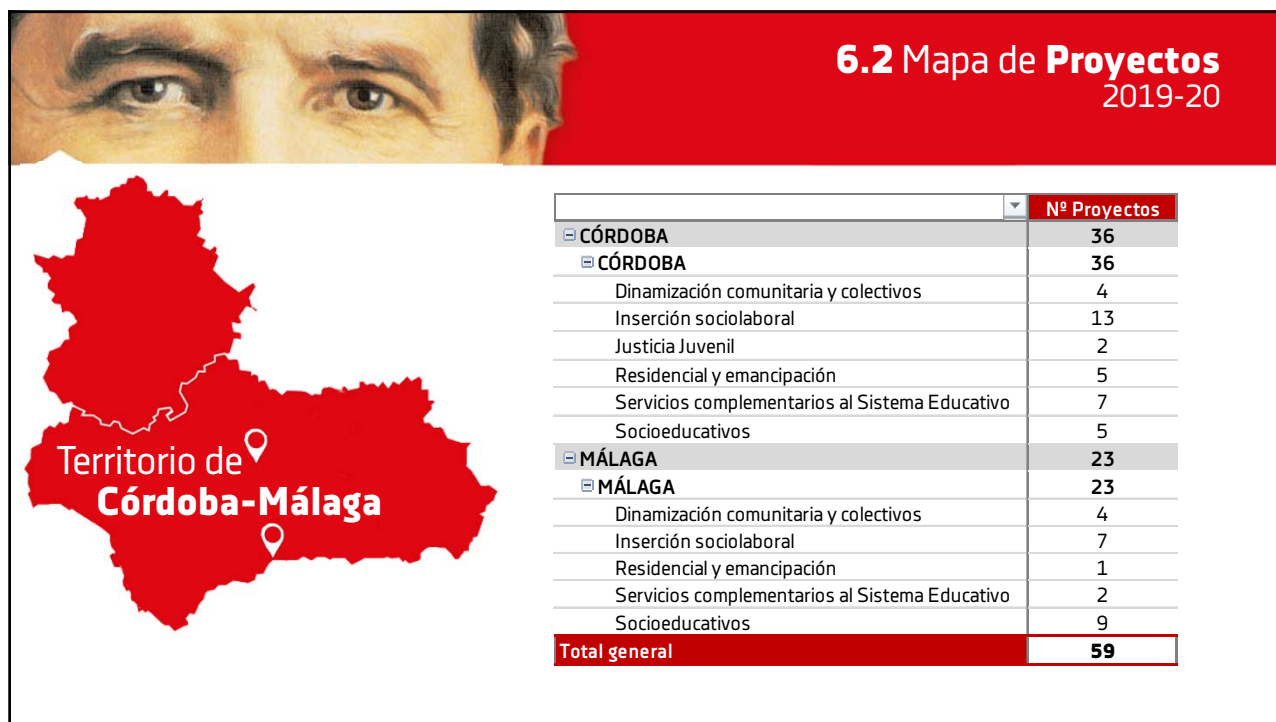 6.2 Mapa de Proyectos
2019-20
Territorio de
Córdoba-Málaga
Nº Proyectos
CÓRDOBA 36
CÓRDOBA 36
Dinamización comunitaria y colectivos 4
Inserción sociolaboral 13
Justicia Juvenil 2
Residencial y emancipación 5
Servicios complementarios al Sistema Educativo 7
Socioeducativos 5
MÁLAGA 23
MÁLAGA 23
Dinamización comunitaria y colectivos 4
Inserción sociolaboral 7
Residencial y emancipación 1
Servicios complementarios al Sistema Educativo 2
Socioeducativos 9
Total general 59